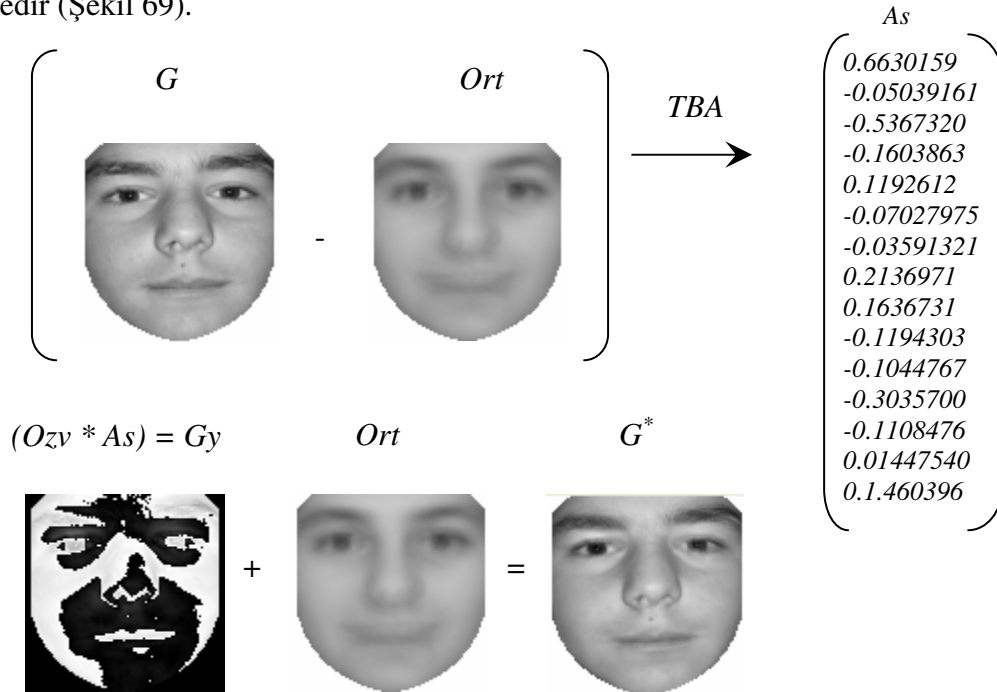 edir (Şekil 69).
As
G
Ort
TBA
-
0.6630159
-0.05039161
-0.5367320
-0.1603863
0.1192612
-0.07027975
-0.03591321
0.2136971
0.1636731
-0.1194303
-0.1044767
-0.3035700
-0.1108476
0.01447540
0.1.460396
(Ozv * As) = Gy
Ort
G*
+
=